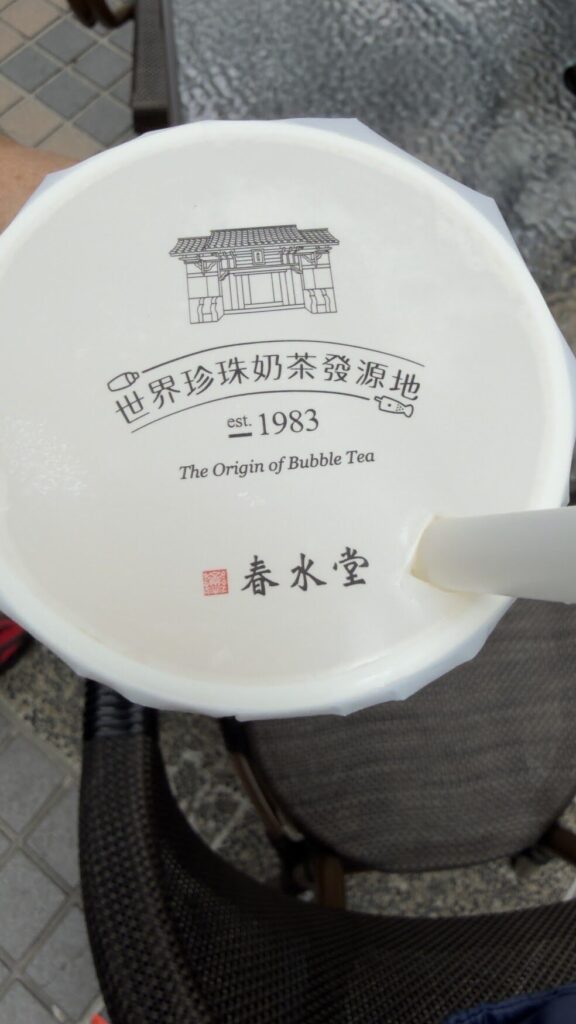 世界珍珠奶茶發源地
est. 1983
The Origin of Bubble Tea
春水堂